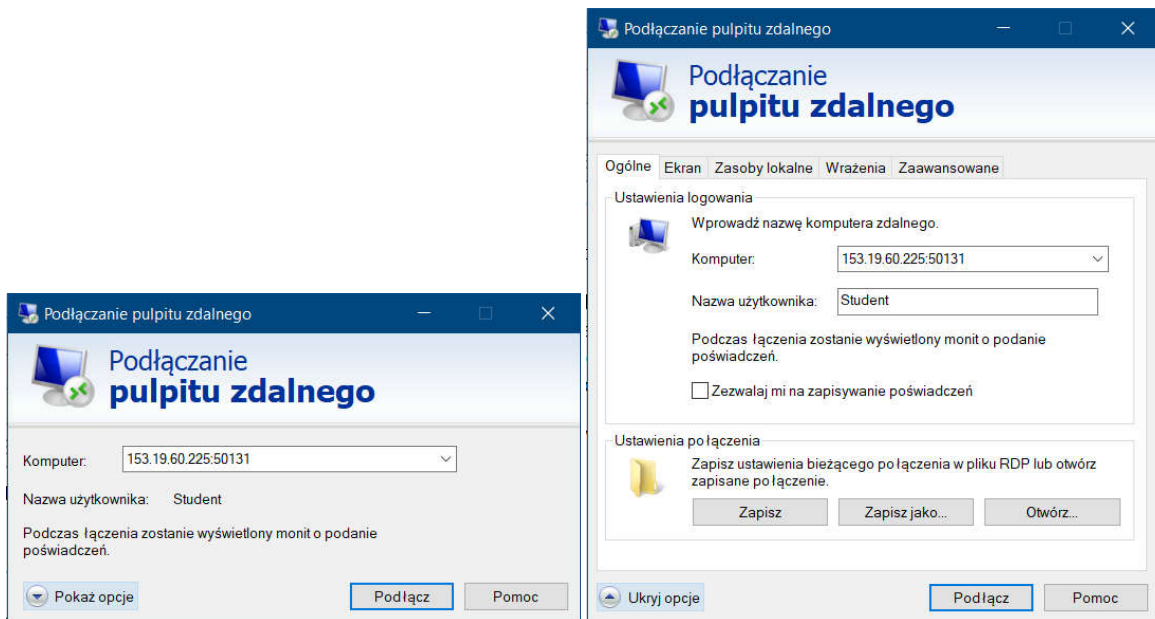 Podłączanie pulpitu zdalnego
Podłączanie
pulpitu zdalnego
Komputer: 153.19.60.225:50131
Nazwa użytkownika: Student
Podczas łączenia zostanie wyświetlony monit o podanie
poświadczeń.
Pokaż opcje Podłącz Pomoc
Podłączanie pulpitu zdalnego
Podłączanie
pulpitu zdalnego
Ogólne Ekran Zasoby lokalne Wrażenia Zaawansowane
Ustawienia logowania
Wprowadź nazwę komputera zdalnego.
Komputer: 153.19.60.225:50131
Nazwa użytkownika: Student
Podczas łączenia zostanie wyświetlony monit o podanie
poświadczeń.
Zezwalaj mi na zapisywanie poświadczeń
Ustawienia połączenia
Zapisz ustawienia bieżącego połączenia w pliku RDP lub otwórz
zapisane połączenie.
Zapisz Zapisz jako... Otwórz...
Ukryj opcje Podłącz Pomoc